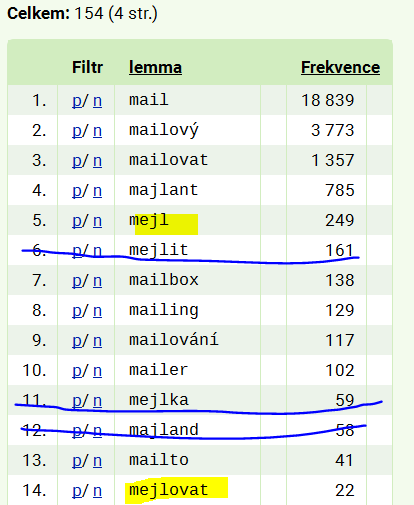 Celkem: 154 (4 str.)
Filtr lemma Frekvence
1. p/n mail 18 839
2. p/n mailový 3 773
3. p/n mailovat 1 357
4. p/n majlant 785
5. p/n mejl 249
6. p/n mejlit 161
7. p/n mailbox 138
8. p/n mailing 129
9. p/n mailování 117
10. p/n mailer 102
11. p/n mejlka 59
12. p/n majland 58
13. p/n mailto 41
14. p/n mejlovat 22